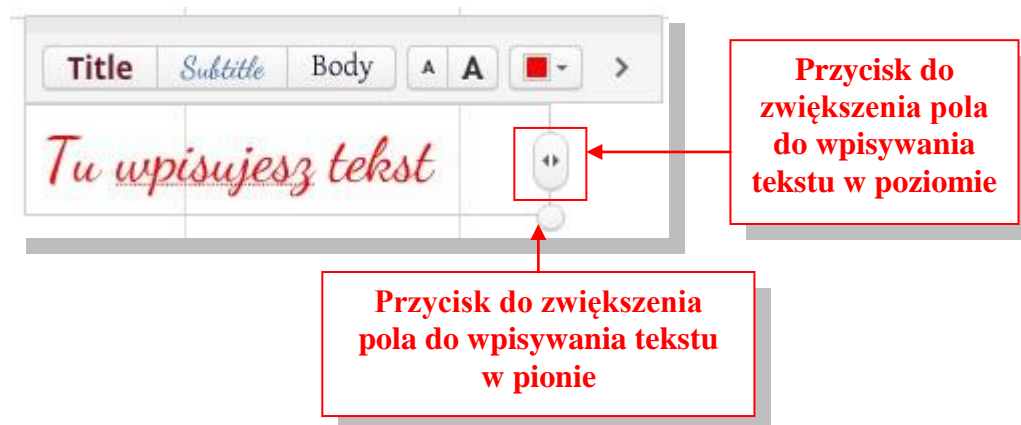 Title Subtitle Body A A
Tu wpisujesz tekst
Przycisk do
zwiększenia pola
do wpisywania
tekstu w poziomie
Przycisk do zwiększenia
pola do wpisywania tekstu
w pionie